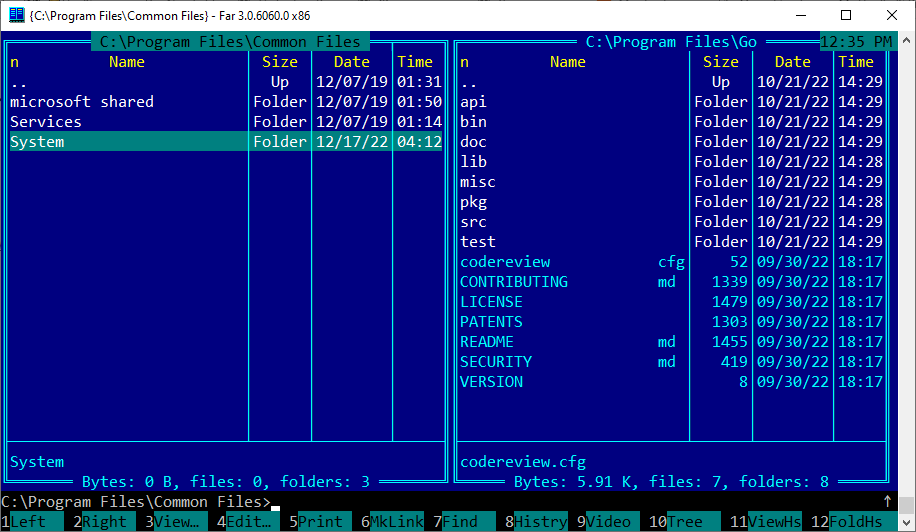 {C:\Program Files\Common Files} - Far 3.0.6060.0 x86
C:\Program Files\Common Files C:\Program Files\Go 12:35 PM
n Name Size Date Time n Name Size Date Time
.. Up 12/07/19 01:31 .. Up 10/21/22 14:29
microsoft shared Folder 12/07/19 01:50 api Folder 10/21/22 14:29
Services Folder 12/07/19 01:14 bin Folder 10/21/22 14:29
System Folder 12/17/22 04:12 doc Folder 10/21/22 14:29
lib Folder 10/21/22 14:28
misc Folder 10/21/22 14:29
pkg Folder 10/21/22 14:28
src Folder 10/21/22 14:29
test Folder 10/21/22 14:29
codereview cfg 52 09/30/22 18:17
CONTRIBUTING md 1339 09/30/22 18:17
LICENSE 1479 09/30/22 18:17
PATENTS 1303 09/30/22 18:17
README md 1455 09/30/22 18:17
SECURITY md 419 09/30/22 18:17
VERSION 8 09/30/22 18:17
System codereview.cfg
Bytes: 0 B, files: 0, folders: 3 Bytes: 5.91 K, files: 7, folders: 8
C:\Program Files\Common Files>
1Left 2Right 3View… 4Edit… 5Print 6MkLink 7Find 8Histry 9Video 10Tree 11ViewHs 12FoldHs